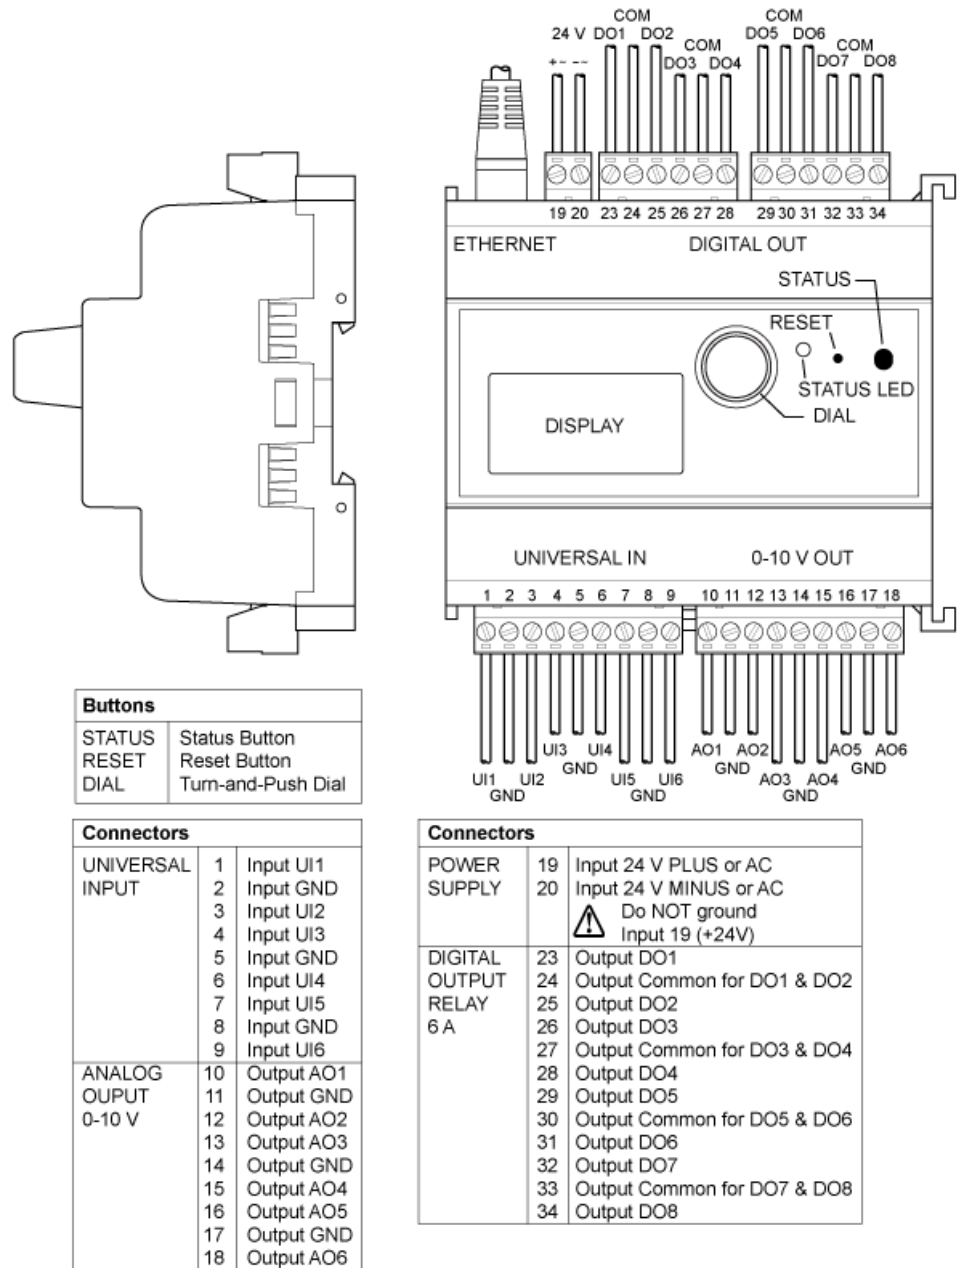 COM COM
24 V DO1 DO2 DO5 DO6
COM COM
DO3 DO4 DO7 DO8
+~ -~
19 20 23 24 25 26 27 28 29 30 31 32 33 34
ETHERNET DIGITAL OUT
STATUS
RESET
STATUS LED
DIAL
DISPLAY
UNIVERSAL IN 0-10 V OUT
1 2 3 4 5 6 7 8 9 10 11 12 13 14 15 16 17 18
UI3 UI4 AO1 AO2 AO5 AO6
GND GND GND
UI1 UI2 UI5 UI6 AO3 AO4
GND GND GND
Buttons
STATUS Status Button
RESET Reset Button
DIAL Turn-and-Push Dial
Connectors
UNIVERSAL 1 Input UI1
INPUT 2 Input GND
3 Input UI2
4 Input UI3
5 Input GND
6 Input UI4
7 Input UI5
8 Input GND
9 Input UI6
ANALOG 10 Output AO1
OUPUT 11 Output GND
0-10 V 12 Output AO2
13 Output AO3
14 Output GND
15 Output AO4
16 Output AO5
17 Output GND
18 Output AO6
Connectors
POWER 19 Input 24 V PLUS or AC
SUPPLY 20 Input 24 V MINUS or AC
Do NOT ground
Input 19 (+24V)
DIGITAL 23 Output DO1
OUTPUT 24 Output Common for DO1 & DO2
RELAY 25 Output DO2
6 A 26 Output DO3
27 Output Common for DO3 & DO4
28 Output DO4
29 Output DO5
30 Output Common for DO5 & DO6
31 Output DO6
32 Output DO7
33 Output Common for DO7 & DO8
34 Output DO8